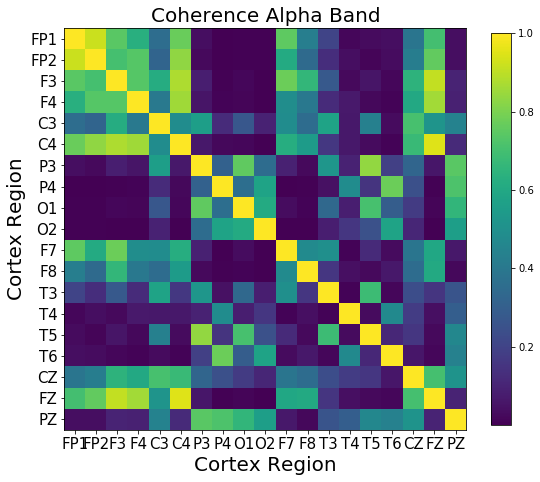 Coherence Alpha Band
Cortex Region
FP1
FP2
F3
F4
C3
C4
P3
P4
O1
O2
F7
F8
T3
T4
T5
T6
CZ
FZ
PZ
FP1 FP2 F3 F4 C3 C4 P3 P4 O1 O2 F7 F8 T3 T4 T5 T6 CZ FZ PZ
Cortex Region
1.0
0.8
0.6
0.4
0.2